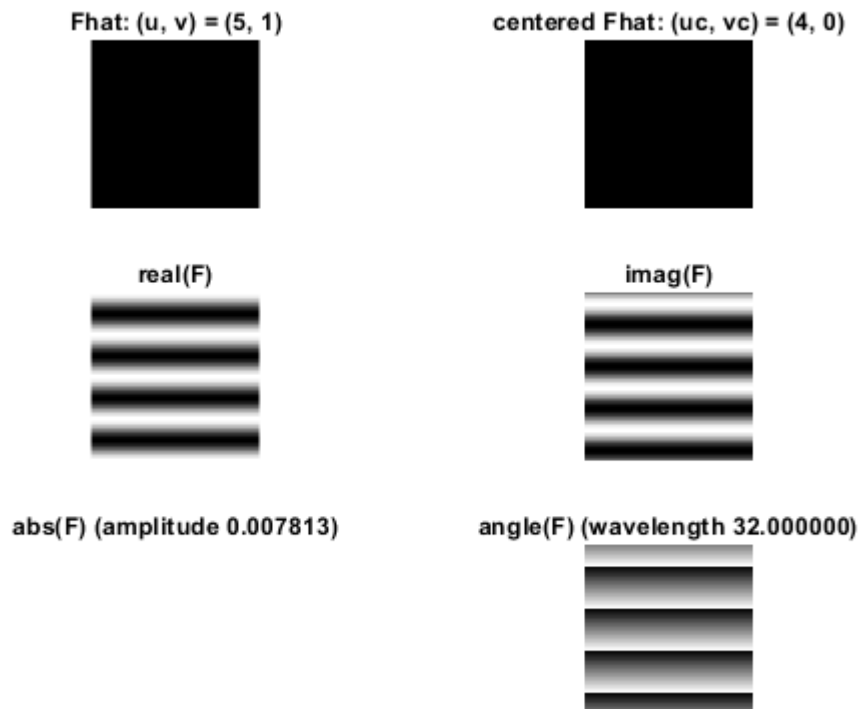 Fhat: (u, v) = (5, 1)
centered Fhat: (uc, vc) = (4, 0)
real(F)
imag(F)
abs(F) (amplitude 0.007813)
angle(F) (wavelength 32.000000)